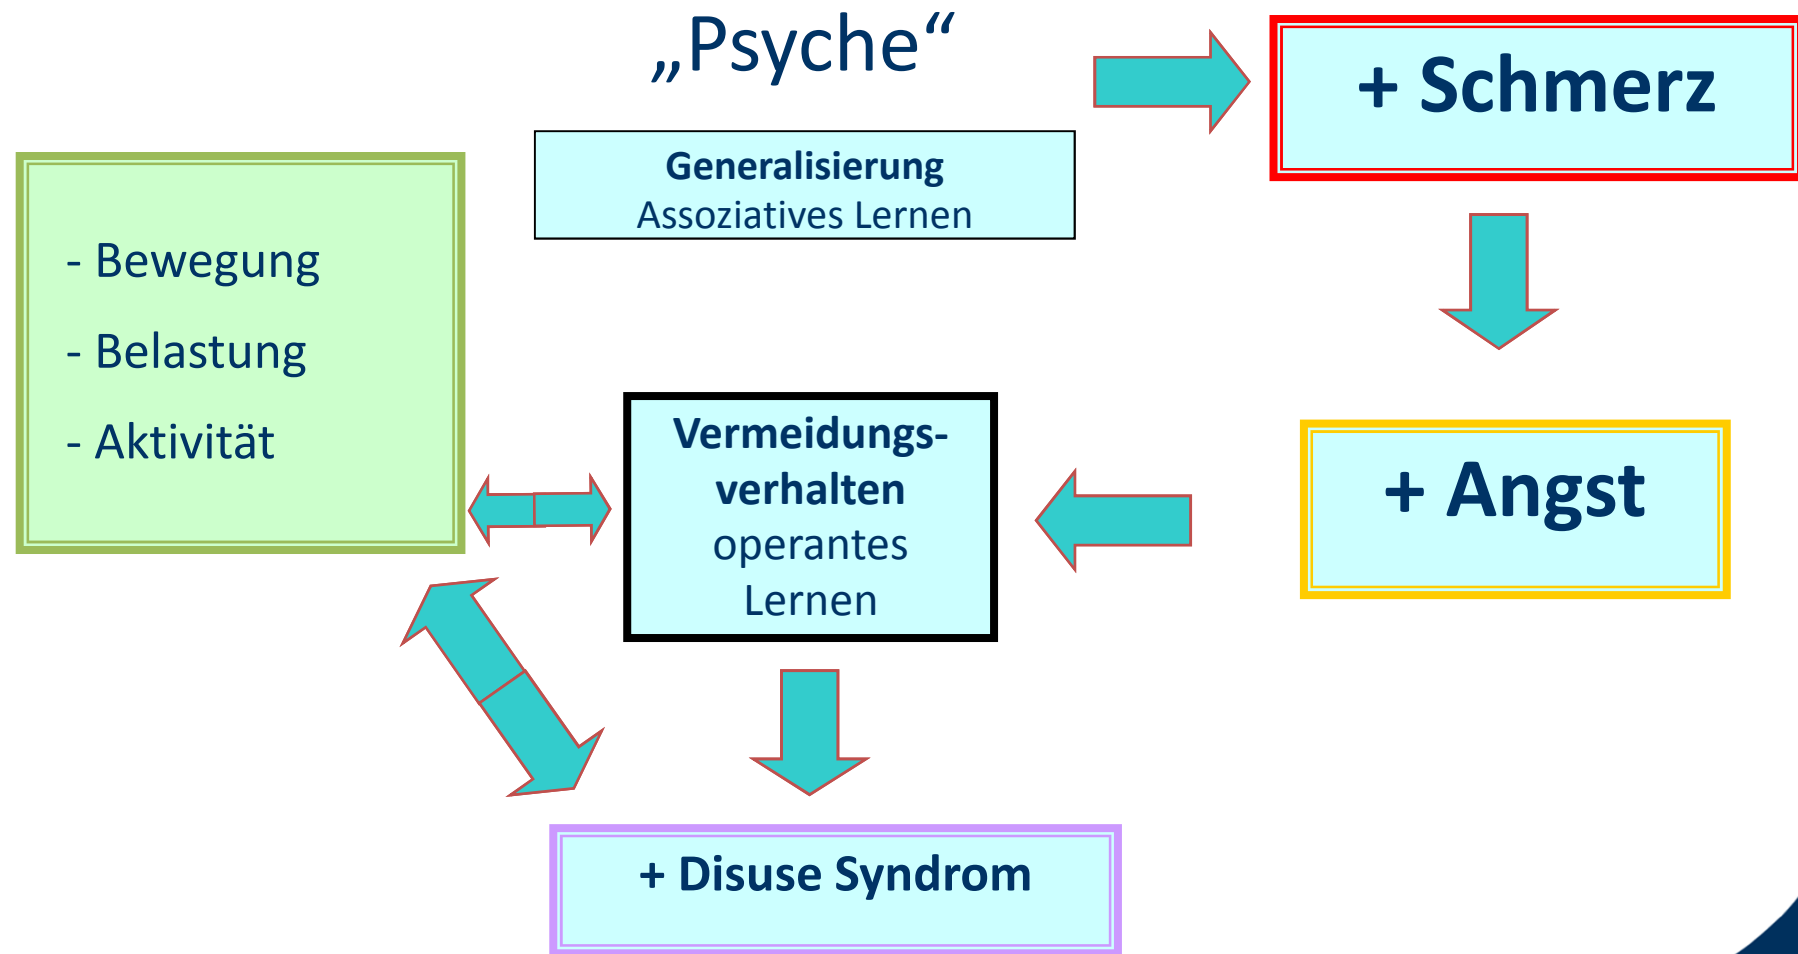 „Psyche“
+ Schmerz
Generalisierung
Assoziatives Lernen
- Bewegung
- Belastung
- Aktivität
Vermeidungs-
verhalten
operantes
Lernen
+ Angst
+ Disuse Syndrom